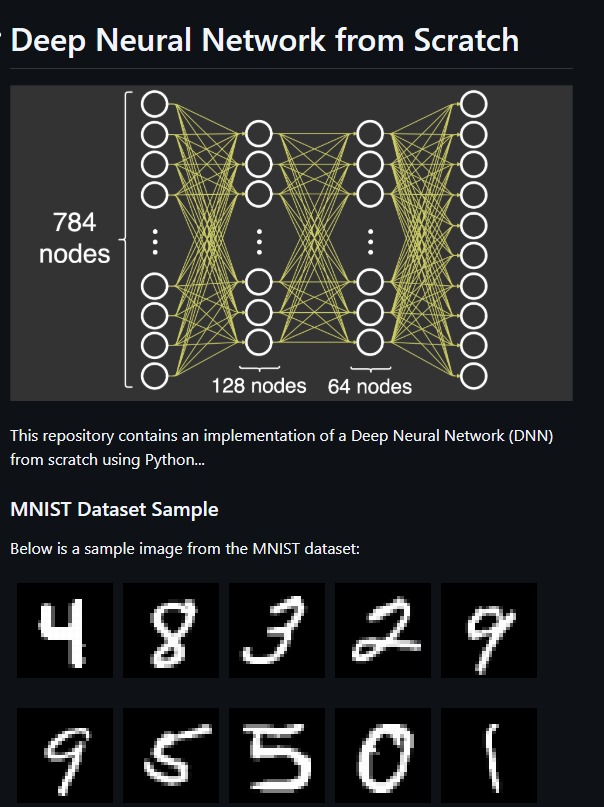 Deep Neural Network from Scratch
784
nodes
128 nodes 64 nodes
This repository contains an implementation of a Deep Neural Network (DNN)
from scratch using Python...
MNIST Dataset Sample
Below is a sample image from the MNIST dataset:
4 8 3 2 9
9 5 5 0 1